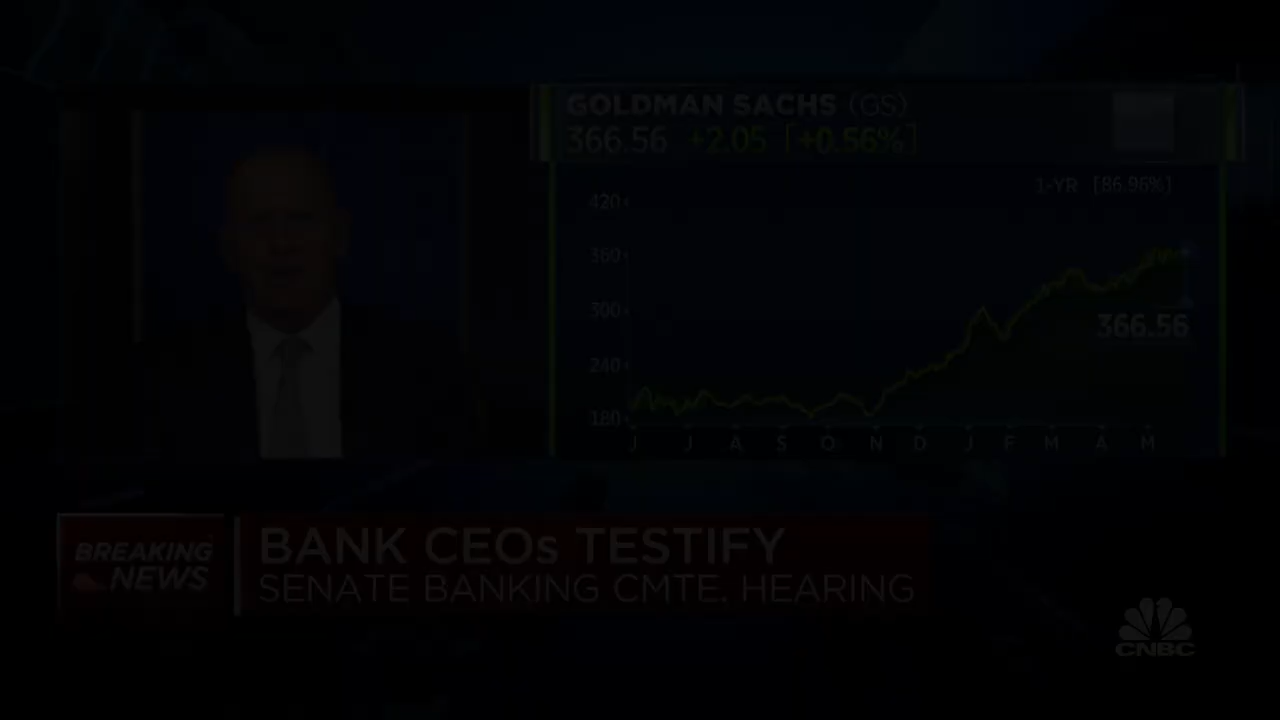 GOLDMAN SACHS (GS)
366.56 +2.05 [+0.56%]
1-YR [86.96%]
420
360
300
366.56
240
180
J J A S O N D J F M A M
BREAKING
NEWS
BANK CEOs TESTIFY
SENATE BANKING CMTE. HEARING
CNBC